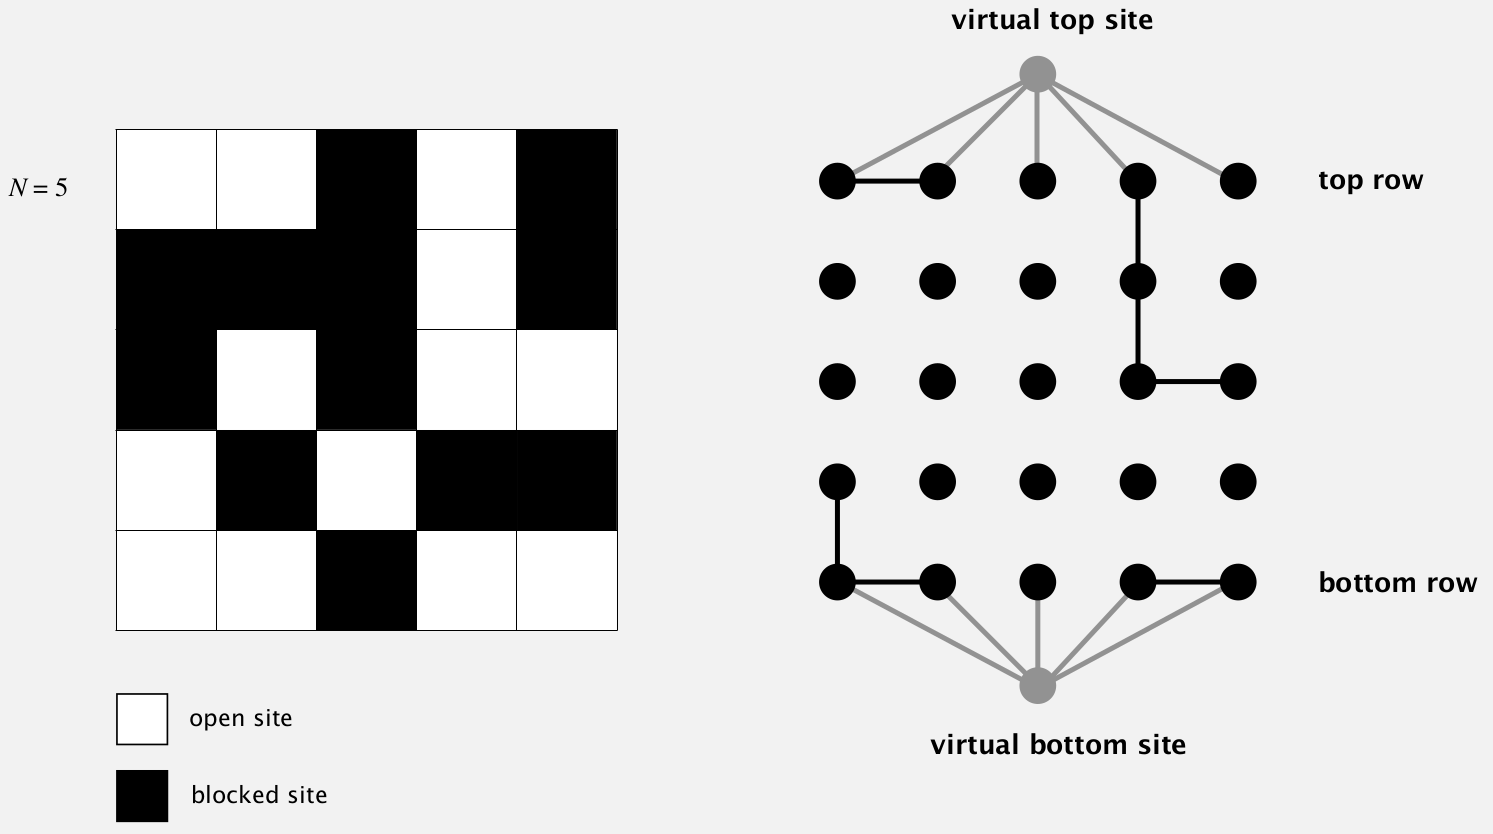 virtual top site
N = 5
top row
bottom row
open site
virtual bottom site
blocked site